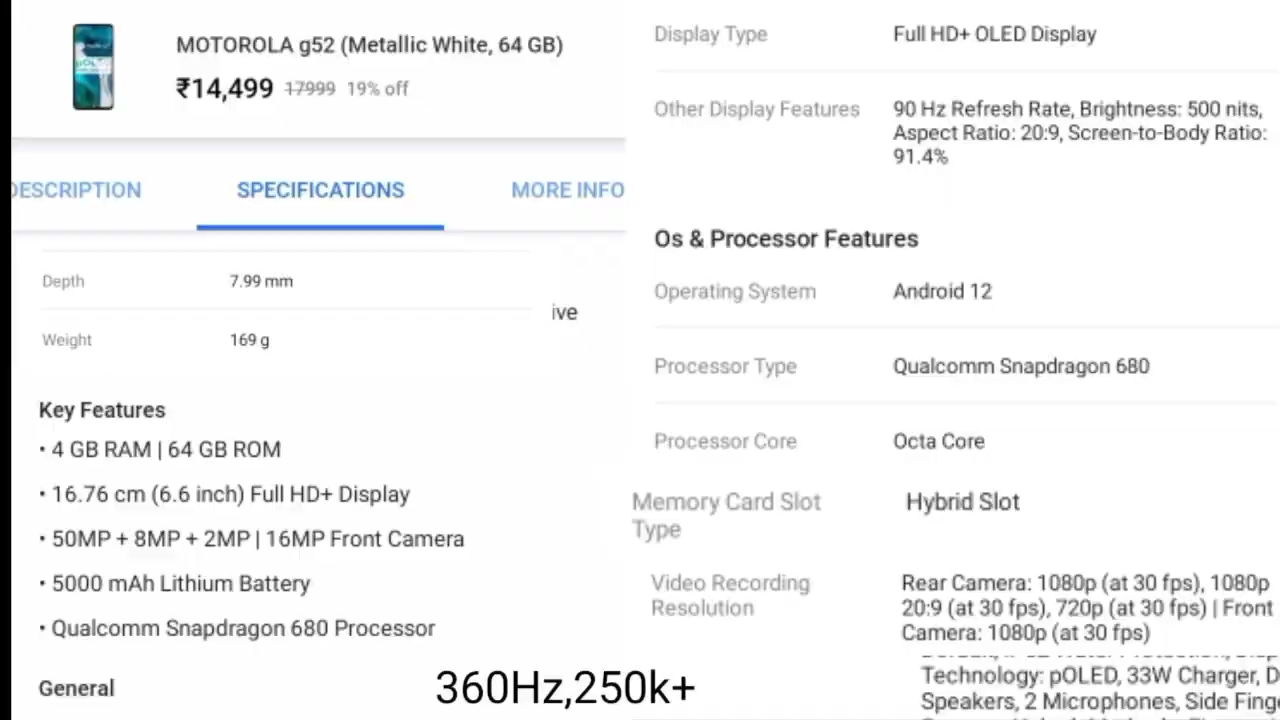 MOTOROLA g52 (Metallic White, 64 GB)
₹14,499 17999 19% off
DESCRIPTION
SPECIFICATIONS
MORE INFO
Depth
7.99 mm
ive
Weight
169 g
Key Features
• 4 GB RAM | 64 GB ROM
• 16.76 cm (6.6 inch) Full HD+ Display
• 50MP + 8MP + 2MP | 16MP Front Camera
• 5000 mAh Lithium Battery
• Qualcomm Snapdragon 680 Processor
General
360Hz,250k+
Display Type
Full HD+ OLED Display
Other Display Features
90 Hz Refresh Rate, Brightness: 500 nits,
Aspect Ratio: 20:9, Screen-to-Body Ratio:
91.4%
Os & Processor Features
Operating System
Android 12
Processor Type
Qualcomm Snapdragon 680
Processor Core
Octa Core
Memory Card Slot
Type
Hybrid Slot
Video Recording
Resolution
Rear Camera: 1080p (at 30 fps), 1080p
20:9 (at 30 fps), 720p (at 30 fps) | Front
Camera: 1080p (at 30 fps)
Technology: pOLED, 33W Charger, D
Speakers, 2 Microphones, Side Fing